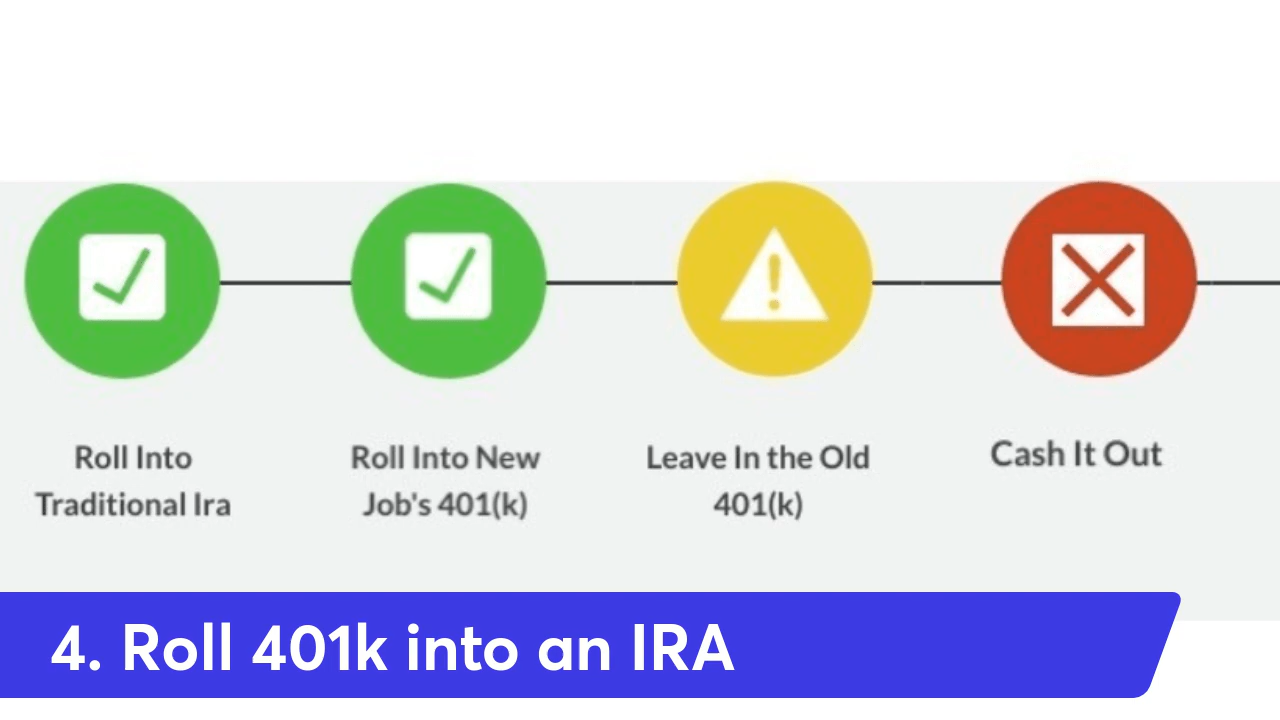 Roll Into
Traditional Ira
Roll Into New
Job's 401(k)
Leave In the Old
401(k)
Cash It Out
4. Roll 401k into an IRA